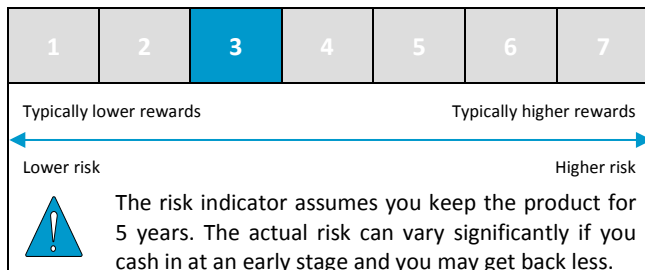 1 2 3 4 5 6 7
Typically lower rewards Typically higher rewards
Lower risk Higher risk
The risk indicator assumes you keep the product for
5 years. The actual risk can vary significantly if you
cash in at an early stage and you may get back less.